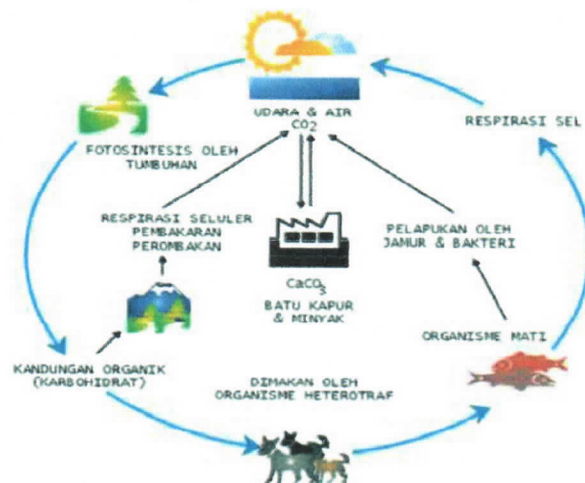 UDARA & AIR
CO2
RESPIRASI SEL
FOTOSINTESIS OLEH
TUMBUHAN
RESPIRASI SELULER
PEMBAKARAN
PEROMBAKAN
PELAPUKAN OLEH
JAMUR & BAKTERI
CaCO3
BATU KAPUR
& MINYAK
ORGANISME MATI
KANDUNGAN ORGANIK
(KARBOHIDRAT)
DIMAKAN OLEH
ORGANISME HETEROTRAF